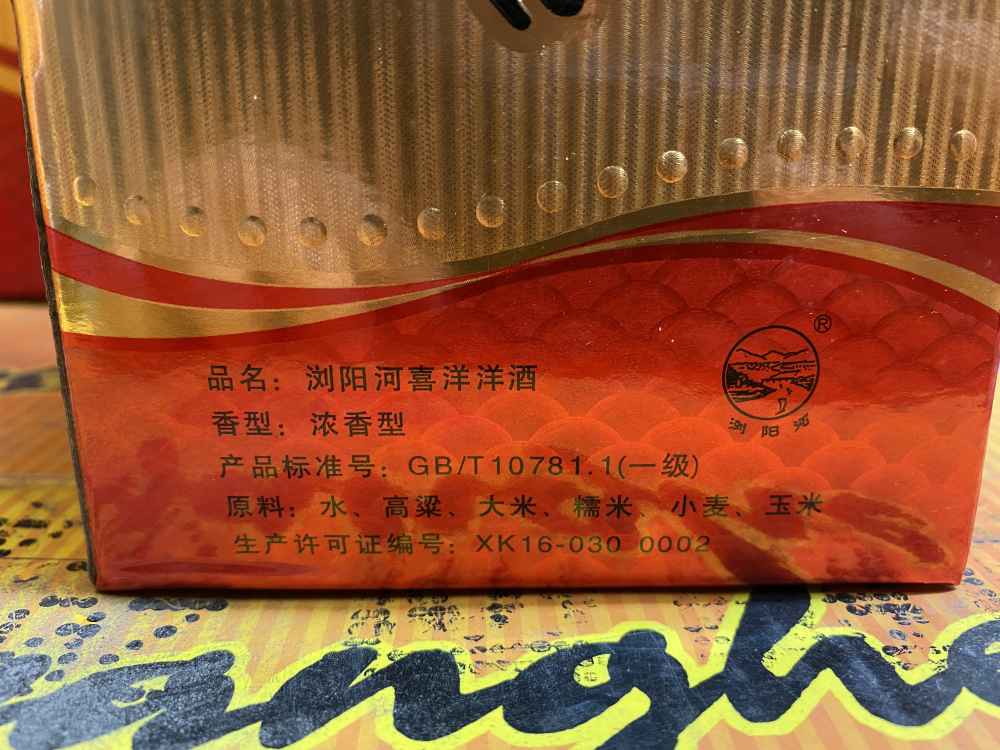 品名：浏阳河喜洋洋酒
®
浏阳河
香型：浓香型
产品标准号：GB/T10781.1(一级)
原料：水、高粱、大米、糯米、小麦、玉米
生产许可证编号：XK16-030 0002